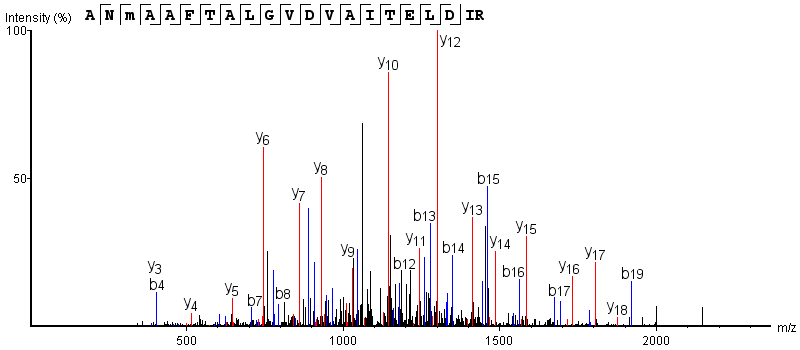 Intensity (%) A N m A A F T A L G V D V A I T E L D IR
100
y12
y10
y6
y8
50
y7
b15
b13 y13
y11 y15
y9 b14 y14
y3 b12 b16 y16 y17 b19
b4
y4 y5 b7 b8 b17 y18
500 1000 1500 2000 m/z